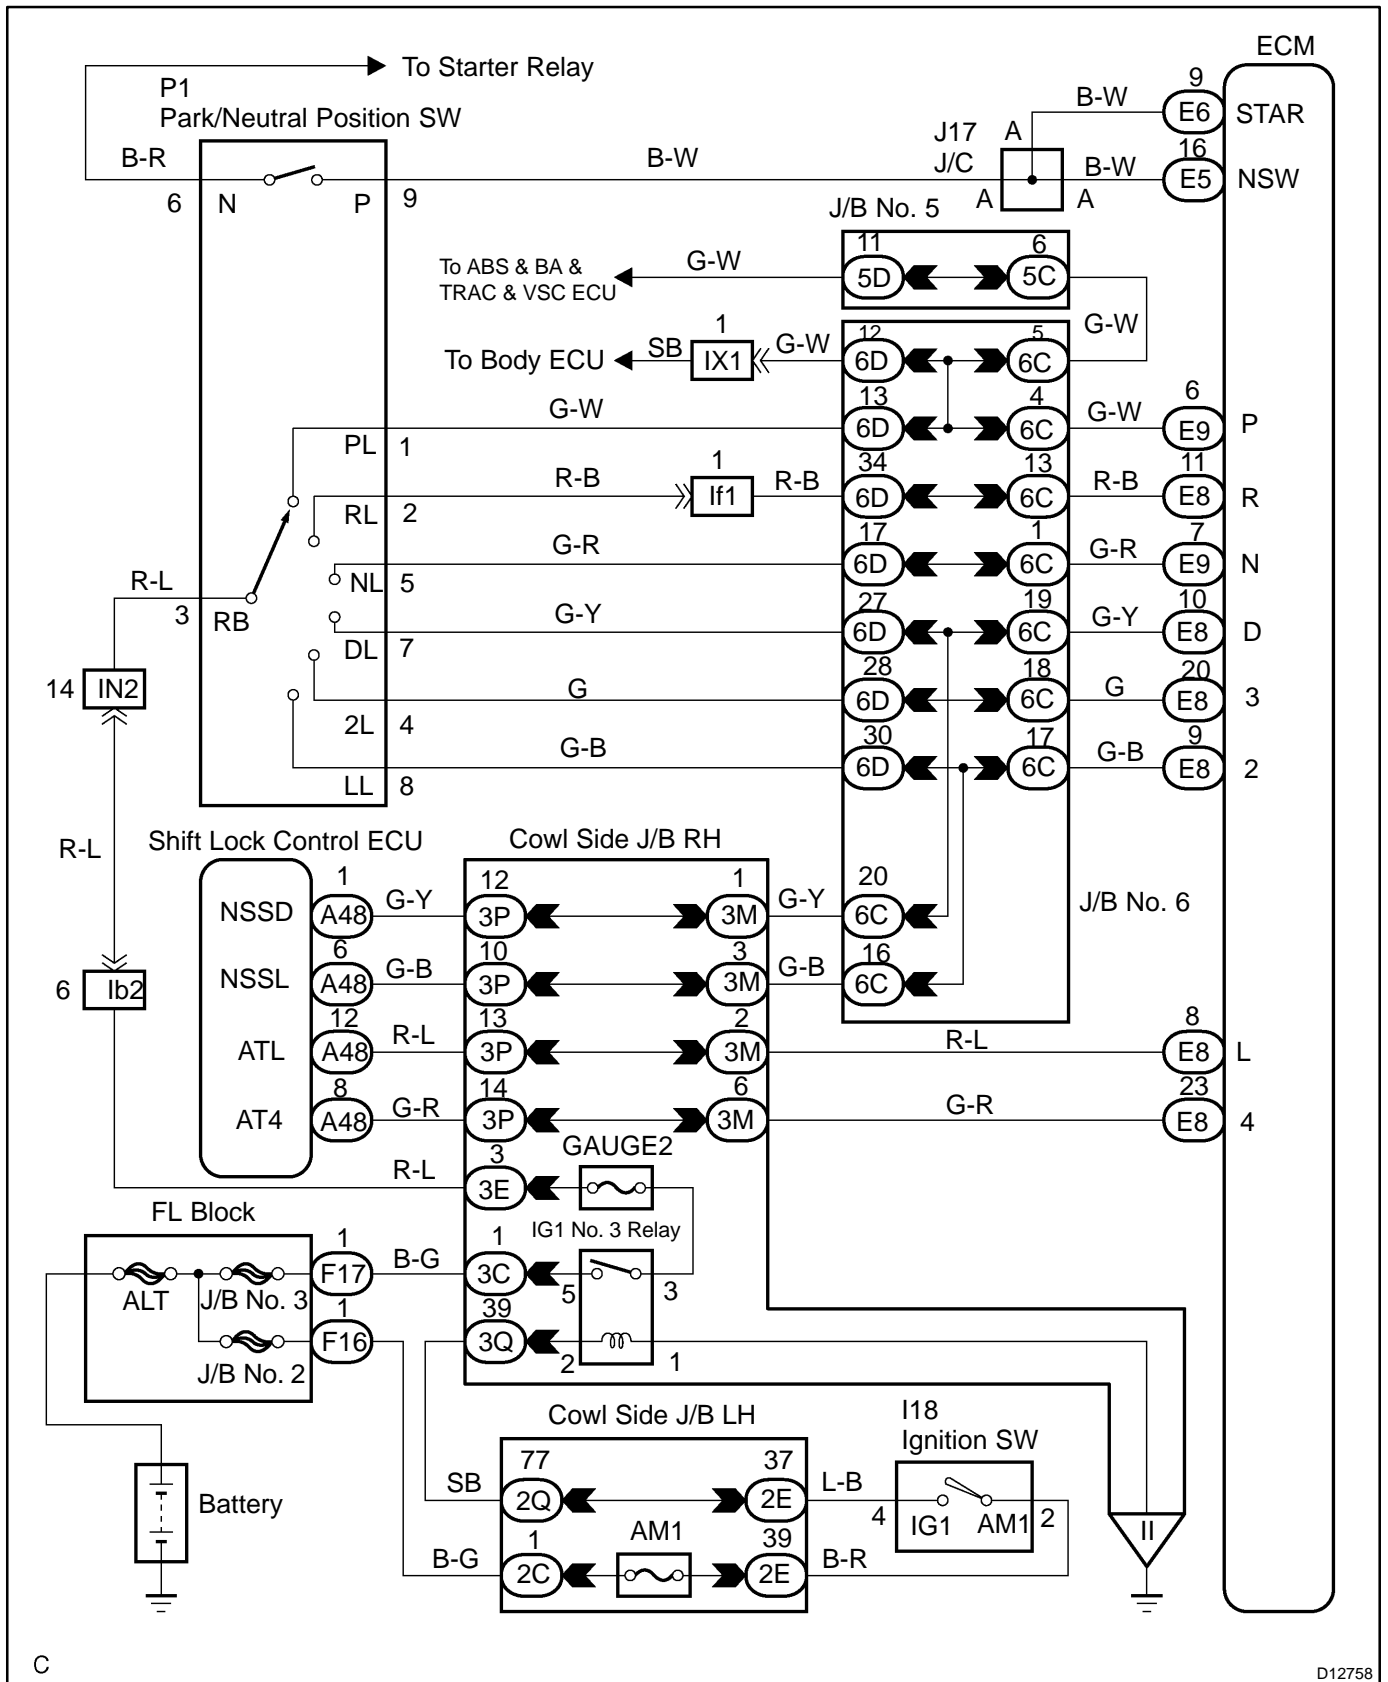 ECM
To Starter Relay
P1
Park/Neutral Position SW
9
B-W
E6
STAR
J17
J/C
A
16
B-R
B-W
B-W
E5
NSW
6
N
P
9
A
A
J/B No. 5
11
6
To ABS & BA &
TRAC & VSC ECU
G-W
5D
5C
1
12
5
G-W
To Body ECU
SB
IX1
G-W
6D
6C
G-W
13
4
G-W
6
PL
1
6D
6C
E9
P
R-B
1
34
13
11
RL
2
If1
R-B
6D
6C
R-B
E8
R
G-R
17
1
7
NL
5
6D
6C
G-R
E9
N
R-L
3
RB
G-Y
27
19
10
DL
7
6D
6C
G-Y
E8
D
14
IN2
G
28
18
20
2L
4
6D
6C
G
E8
3
G-B
30
17
9
LL
8
6D
6C
G-B
E8
2
R-L
Shift Lock Control ECU
Cowl Side J/B RH
1
12
1
20
NSSD
A48
G-Y
3P
3M
G-Y
6C
J/B No. 6
6
10
3
16
NSSL
A48
G-B
3P
3M
G-B
6C
6
Ib2
12
13
2
8
ATL
A48
R-L
3P
3M
R-L
E8
L
8
14
6
23
AT4
A48
G-R
3P
3M
G-R
E8
4
3
GAUGE2
R-L
3E
FL Block
IG1 No. 3 Relay
1
1
ALT
J/B No. 3
F17
B-G
3C
5
3
1
39
J/B No. 2
F16
3Q
2
1
Cowl Side J/B LH
I18
Ignition SW
77
37
SB
2Q
2E
L-B
4
IG1
AM1
2
II
Battery
1
AM1
39
B-G
2C
2E
B-R
C
D12758